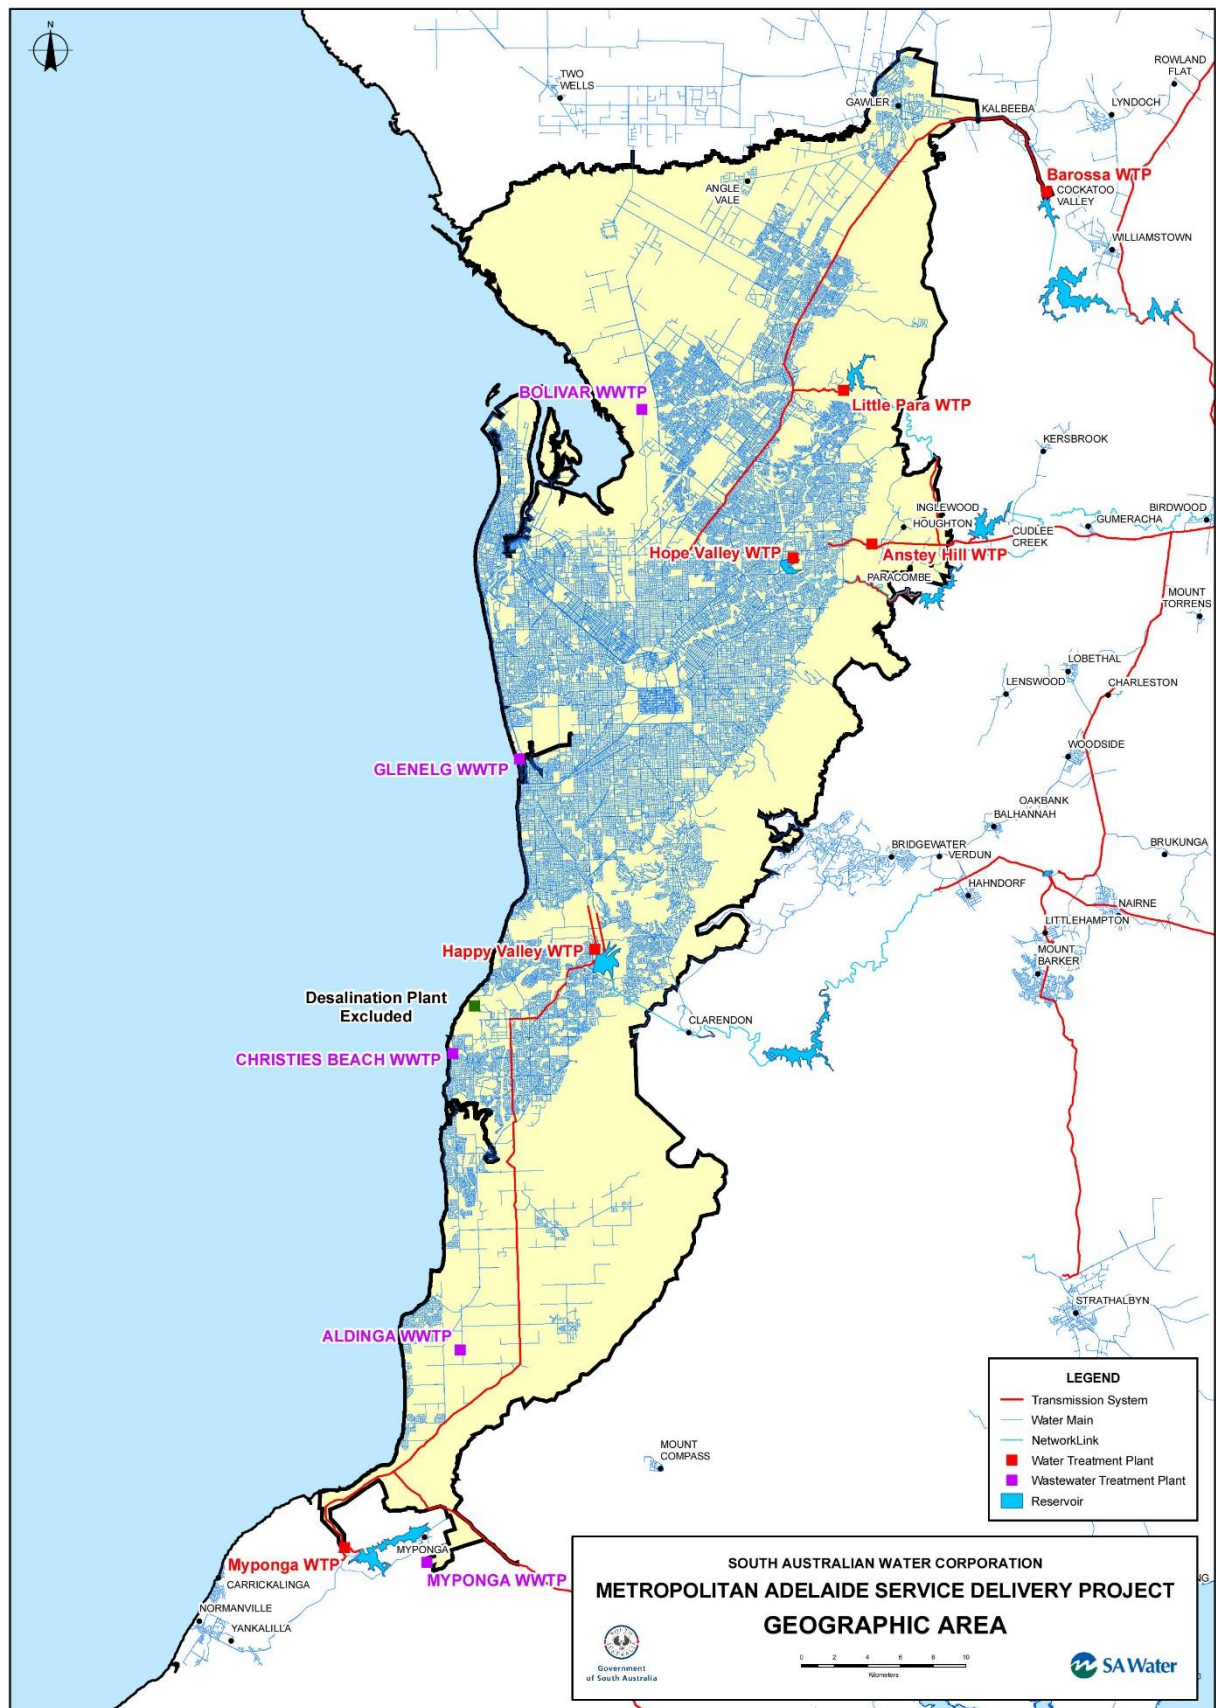 N
TWO
WELLS
ROWLAND
FLAT
GAWLER
KALBEEBA
LYNDOCH
Barossa WTP
COCKATOO
VALLEY
ANGLE
VALE
WILLIAMSTOWN
BOLIVAR WWTP
Little Para WTP
KERSBROOK
INGLEWOOD
HOUGHTON
CUDLEE
CREEK
GUMERACHA
BIRDWOOD
Hope Valley WTP
Anstey Hill WTP
PARACOMBE
MOUNT
TORRENS
LOBETHAL
LENSWOOD
CHARLESTON
WOODSIDE
GLENELG WWTP
OAKBANK
BALHANNAH
BRIDGEWATER
VERDUN
BRUKUNGA
HAHNDORF
NAIRNE
LITTLEHAMPTON
Happy Valley WTP
MOUNT
BARKER
Desalination Plant
Excluded
CLARENDON
CHRISTIES BEACH WWTP
STRATHALBYN
ALDINGA WWTP
MOUNT
COMPASS
LEGEND
Transmission System
Water Main
NetworkLink
Water Treatment Plant
Wastewater Treatment Plant
Reservoir
MYPONGA
Myponga WTP
MYPONGA WWTP
CARRICKALINGA
NORMANVILLE
YANKALILLA
SOUTH AUSTRALIAN WATER CORPORATION
METROPOLITAN ADELAIDE SERVICE DELIVERY PROJECT
GEOGRAPHIC AREA
Government
of South Australia
0 2 4 6 8 10
Kilometers
SA Water
NG